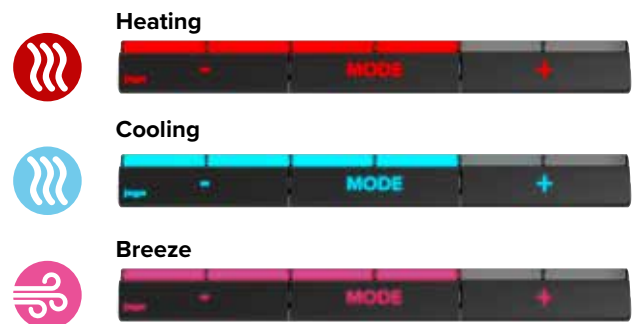 Heating
- MODE +
Cooling
- MODE +
Breeze
- MODE +